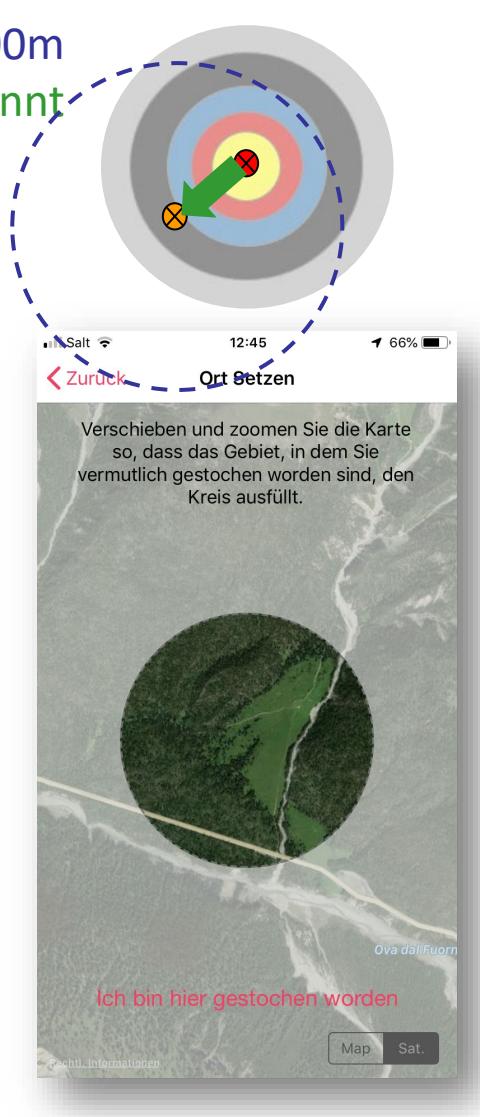 0m
nnt
Salt
12:45
66%
Zurück
Ort Setzen
Verschieben und zoomen Sie die Karte
so, dass das Gebiet, in dem Sie
vermutlich gestochen worden sind, den
Kreis ausfüllt.
Ova dal Fuorn
Ich bin hier gestochen worden
Map Sat.
Rechtl. Informationen